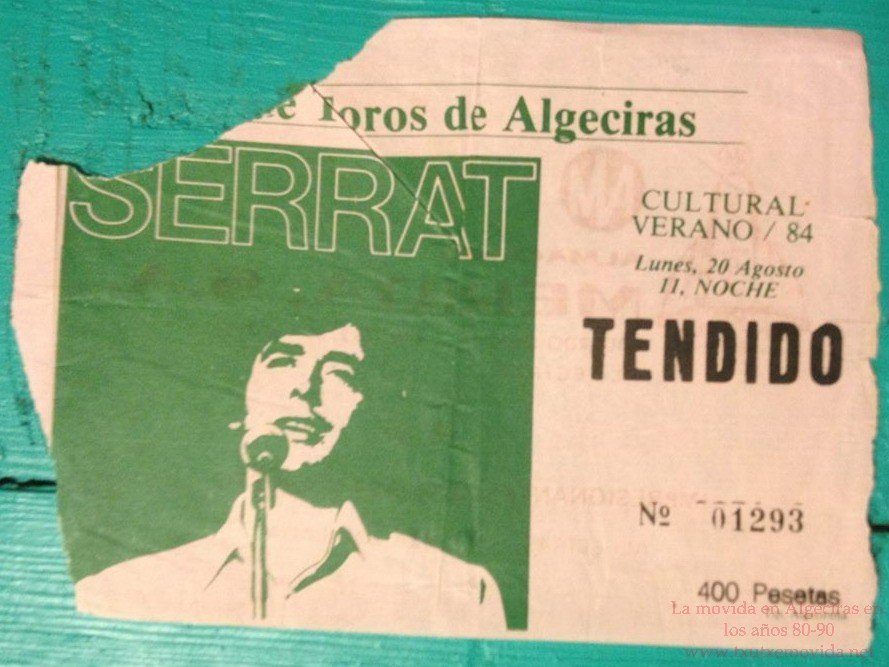 Toros de Algeciras
SERRAT
CULTURAL
VERANO / 84
Lunes, 20 Agosto
11, NOCHE
TENDIDO
Nº 01293
400 Pesetas
La movida en Algeciras en
los años 80-90